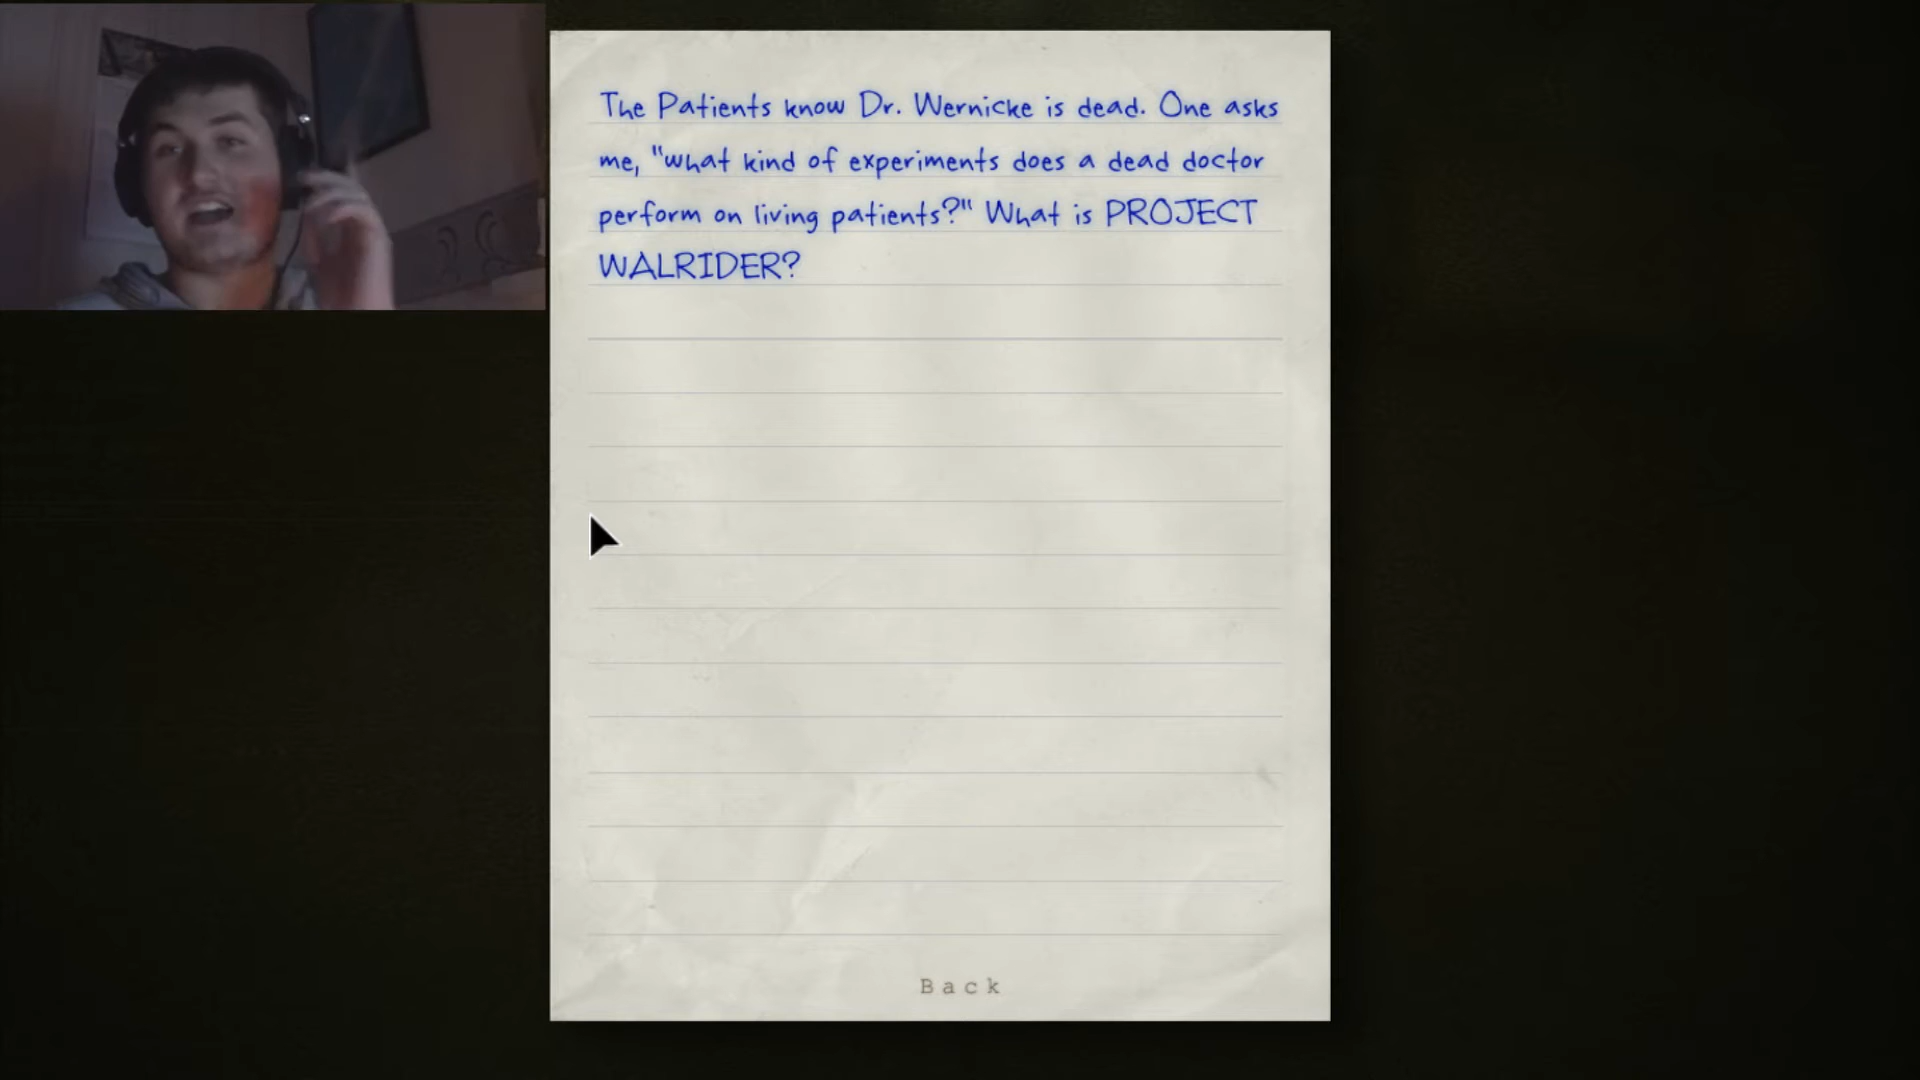 The Patients know Dr. Wernicke is dead. One asks
me, "what kind of experiments does a dead doctor
perform on living patients?" What is PROJECT
WALRIDER?
Back